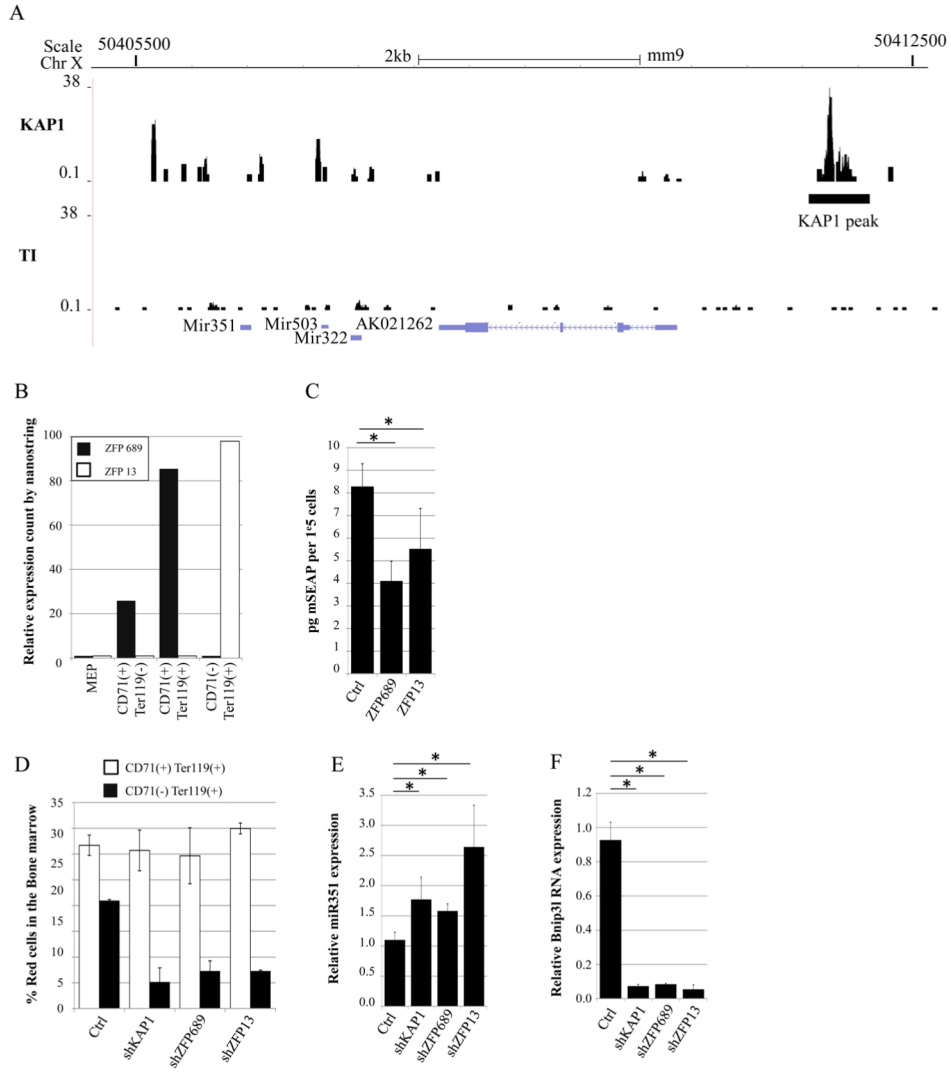 A
Scale
Chr X
50405500
50412500
2kb
mm9
38
KAP1
0.1
KAP1 peak
38
TI
0.1
Mir351
Mir503
Mir322
AK021262
B
Relative expression count by nanostring
100
80
60
40
20
0
ZFP 689
ZFP 13
MEP
CD71(+)
Ter119(-)
CD71(+)
Ter119(+)
CD71(-)
Ter119(+)
C
*
*
pg mSEAP per 1e5 cells
10
9
8
7
6
5
4
3
2
1
0
Ctrl
ZFP689
ZFP13
D
CD71(+) Ter119(+)
CD71(-) Ter119(+)
% Red cells in the Bone marrow
35
30
25
20
15
10
5
0
Ctrl
shKAP1
shZFP689
shZFP13
E
*
*
*
Relative miR351 expression
3.5
3.0
2.5
2.0
1.5
1.0
0.5
0.0
Ctrl
shKAP1
shZFP689
shZFP13
F
*
*
*
Relative Bnip3l RNA expression
1.2
1.0
0.8
0.6
0.4
0.2
0.0
Ctrl
shKAP1
shZFP689
shZFP13